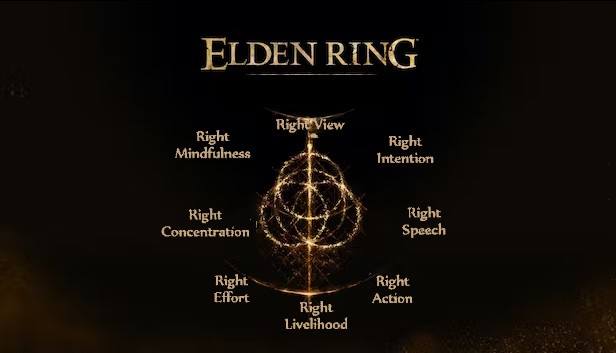 ELDEN RING
Right View
Right
Mindfulness
Right
Intention
Right
Concentration
Right
Speech
Right
Effort
Right
Action
Right
Livelihood